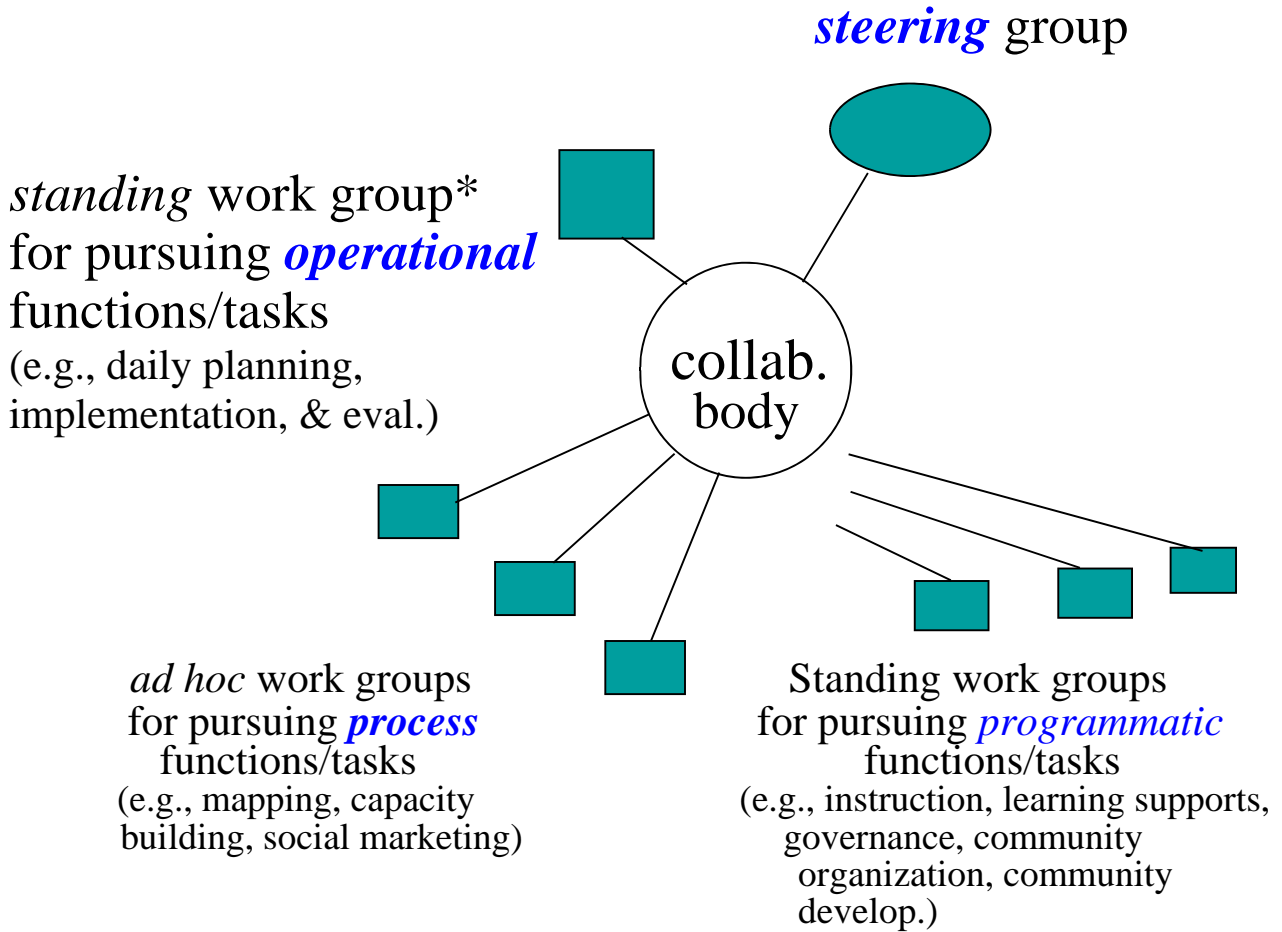 steering group
standing work group*
for pursuing operational
functions/tasks
(e.g., daily planning,
implementation, & eval.)
collab.
body
ad hoc work groups
for pursuing process
functions/tasks
(e.g., mapping, capacity
building, social marketing)
Standing work groups
for pursuing programmatic
functions/tasks
(e.g., instruction, learning supports,
governance, community
organization, community
develop.)